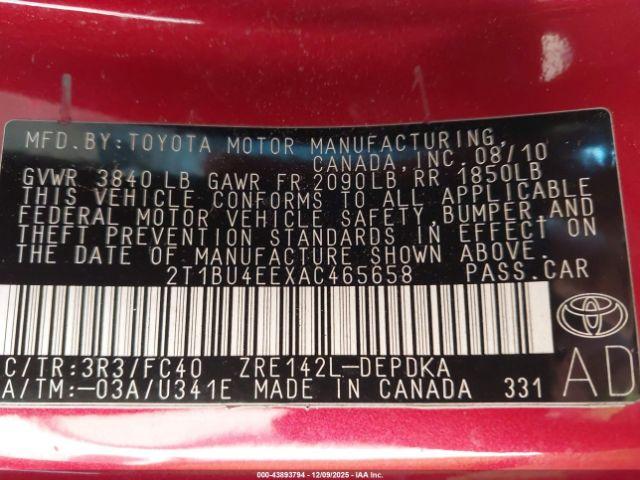 MFD.BY:TOYOTA MOTOR MANUFACTURING,
CANADA,INC.08/10
GVWR 3840LB GAWR FR 2090LB RR 1850LB
THIS VEHICLE CONFORMS TO ALL APPLICABLE
FEDERAL MOTOR VEHICLE SAFETY,BUMPER,AND
THEFT PREVENTION STANDARDS IN EFFECT ON
THE DATE OF MANUFACTURE SHOWN ABOVE.
2T1BU4EEXAC465658 PASS.CAR
C/TR:3R3/FC40 ZRE142L-DEPDKA
A/TM:-03A/U341E MADE IN CANADA 331
AD
000-43893794 | 12/09/2025 | IAA Inc.